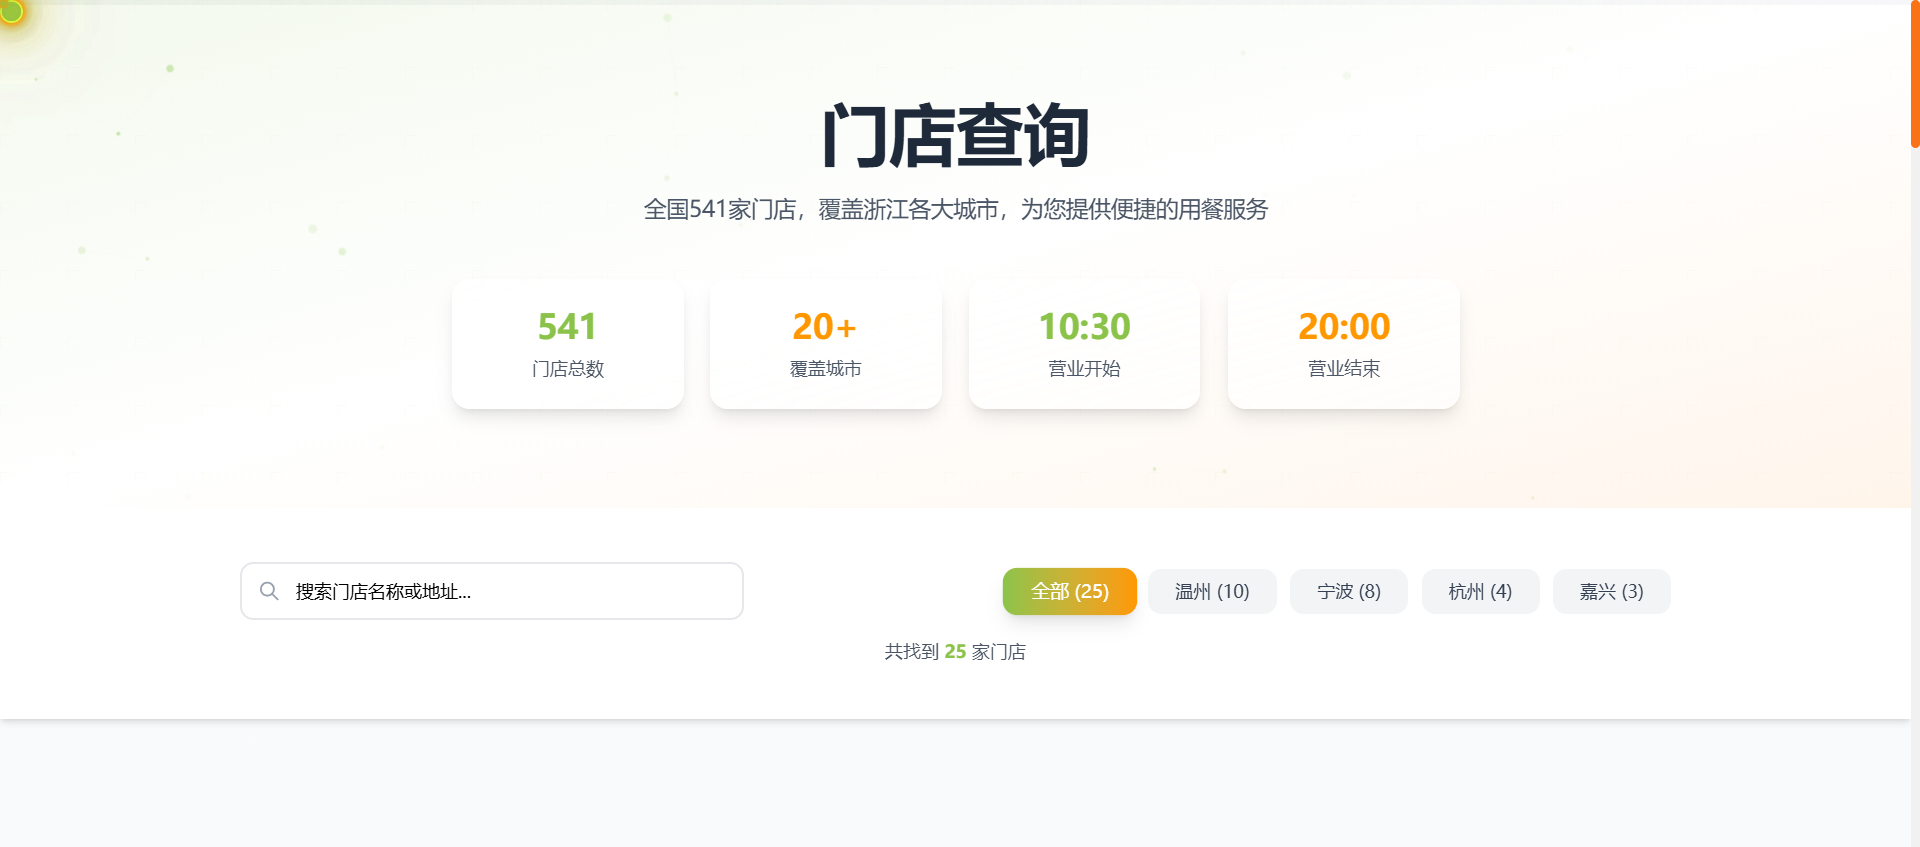 门店查询
全国541家门店，覆盖浙江各大城市，为您提供便捷的用餐服务
541
门店总数
20+
覆盖城市
10:30
营业开始
20:00
营业结束
搜索门店名称或地址...
全部 (25)
温州 (10)
宁波 (8)
杭州 (4)
嘉兴 (3)
共找到 25 家门店